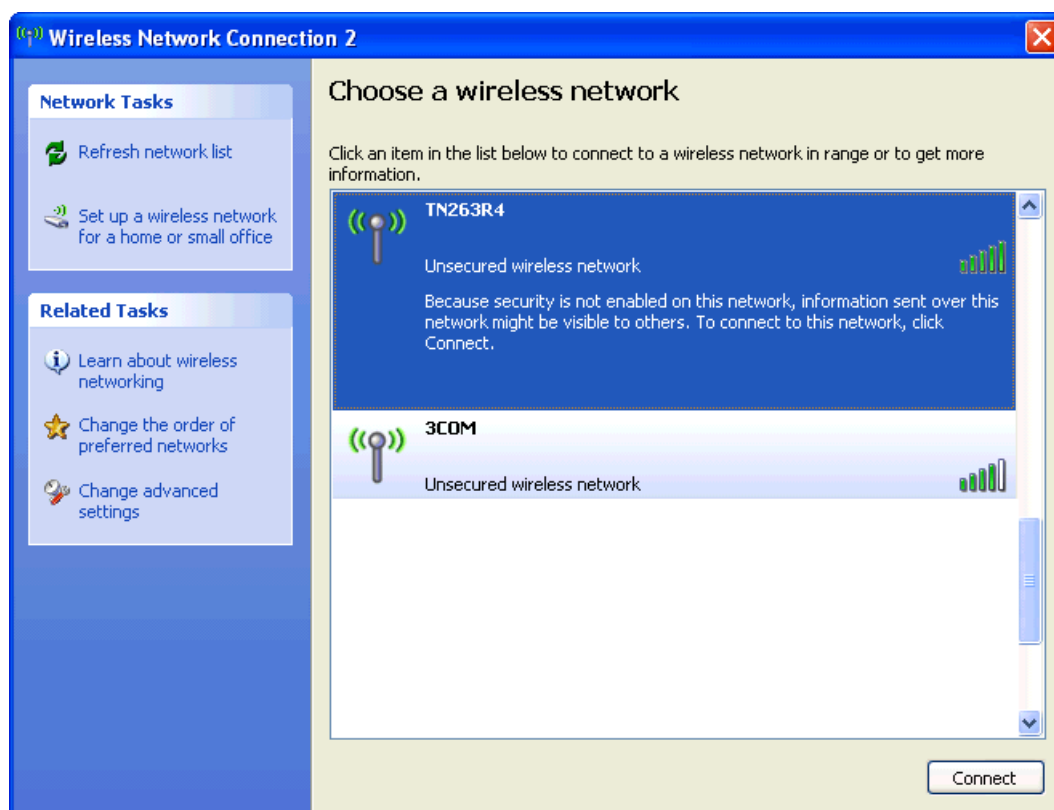 Wireless Network Connection 2
Network Tasks
Refresh network list
Set up a wireless network
for a home or small office
Related Tasks
Learn about wireless
networking
Change the order of
preferred networks
Change advanced
settings
Choose a wireless network
Click an item in the list below to connect to a wireless network in range or to get more
information.
TN263R4
Unsecured wireless network
Because security is not enabled on this network, information sent over this
network might be visible to others. To connect to this network, click
Connect.
3COM
Unsecured wireless network
Connect